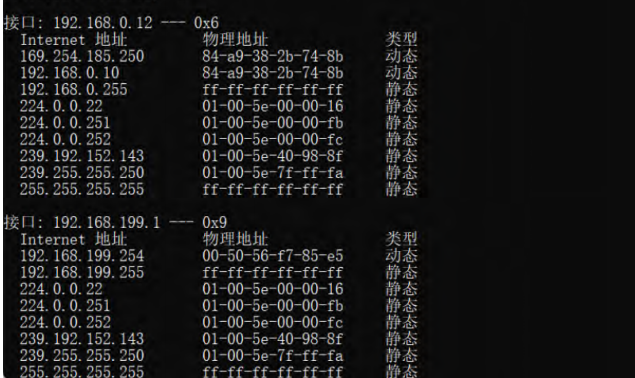 接口: 192.168.0.12 --- 0x6
Internet 地址 物理地址 类型
169.254.185.250 84-a9-38-2b-74-8b 动态
192.168.0.10 84-a9-38-2b-74-8b 动态
192.168.0.255 ff-ff-ff-ff-ff-ff 静态
224.0.0.22 01-00-5e-00-00-16 静态
224.0.0.251 01-00-5e-00-00-fb 静态
224.0.0.252 01-00-5e-00-00-fc 静态
239.192.152.143 01-00-5e-40-98-8f 静态
239.255.255.250 01-00-5e-7f-ff-fa 静态
255.255.255.255 ff-ff-ff-ff-ff-ff 静态
接口: 192.168.199.1 --- 0x9
Internet 地址 物理地址 类型
192.168.199.254 00-50-56-f7-85-e5 动态
192.168.199.255 ff-ff-ff-ff-ff-ff 静态
224.0.0.22 01-00-5e-00-00-16 静态
224.0.0.251 01-00-5e-00-00-fb 静态
224.0.0.252 01-00-5e-00-00-fc 静态
239.192.152.143 01-00-5e-40-98-8f 静态
239.255.255.250 01-00-5e-7f-ff-fa 静态
255.255.255.255 ff-ff-ff-ff-ff-ff 静态